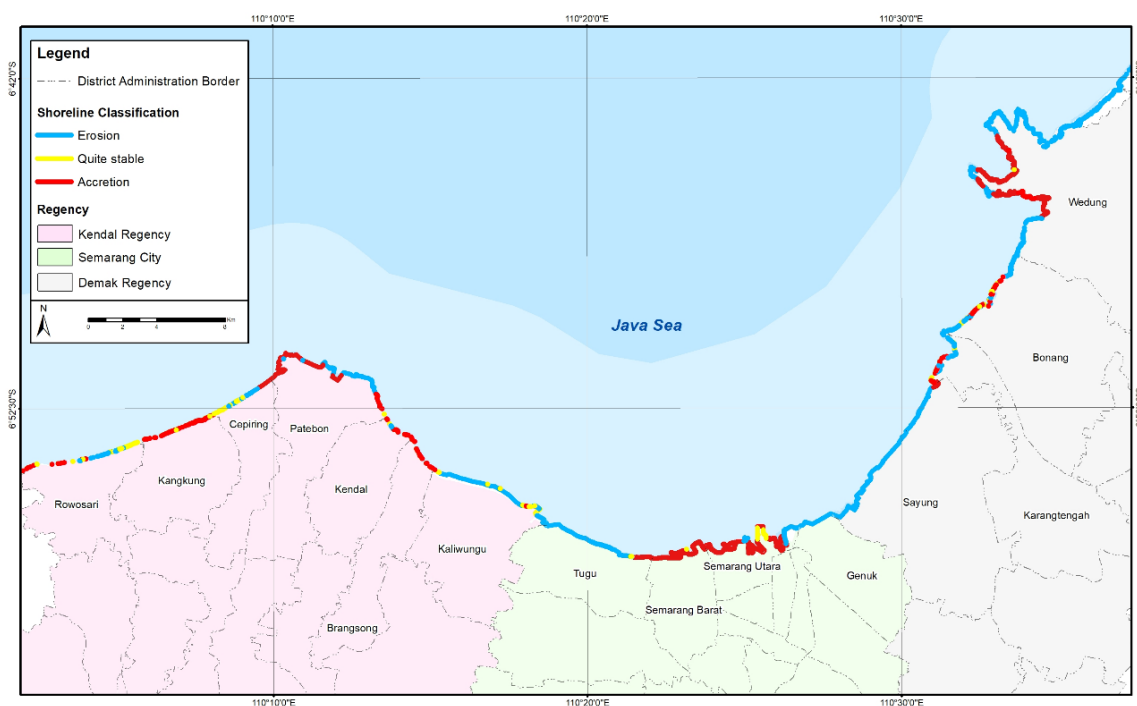 110°10'0"E 110°20'0"E 110°30'0"E
Legend
District Administration Border
Shoreline Classification
Erosion
Quite stable
Accretion
Regency
Kendal Regency
Semarang City
Demak Regency
N
0 2 4 8
Km
6°42'0"S
6°52'30"S
Java Sea
Wedung
Bonang
Cepiring
Patebon
Kangkung
Kendal
Rowosari
Sayung
Karangtengah
Kaliwungu
Tugu
Semarang Utara
Genuk
Semarang Barat
Brangsong
110°10'0"E 110°20'0"E 110°30'0"E